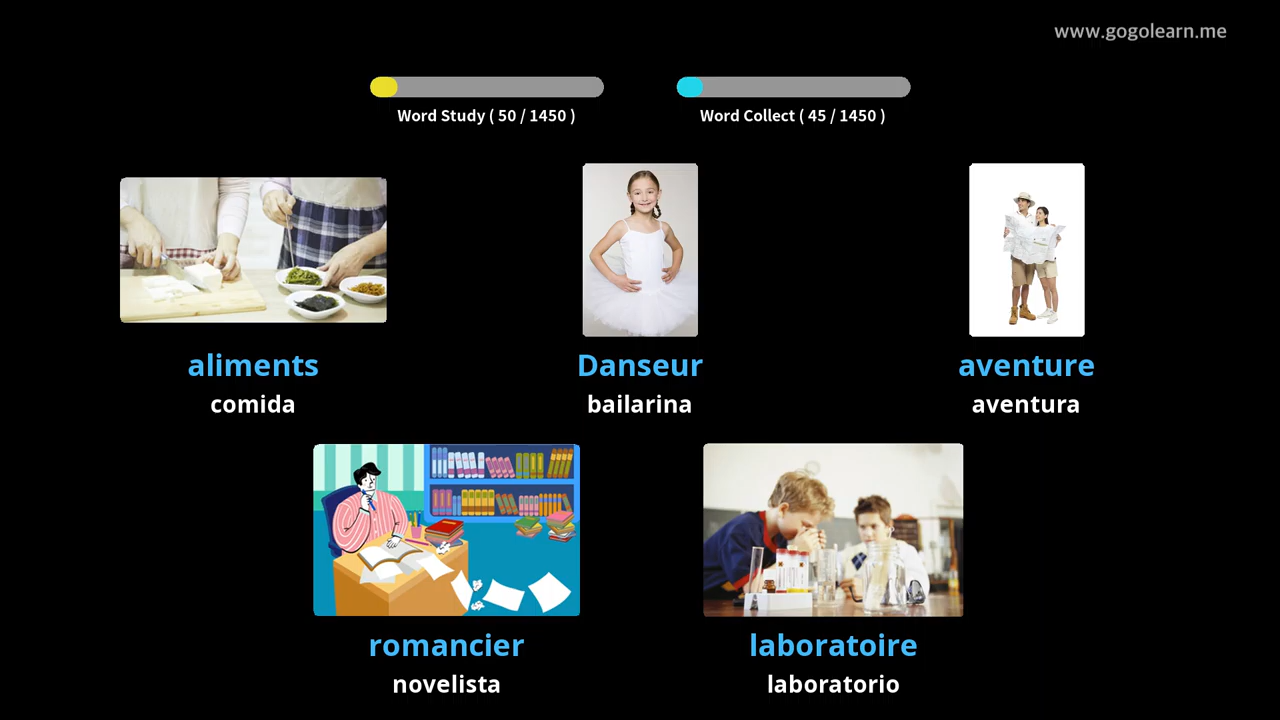 www.gogolearn.me
Word Study ( 50 / 1450 )
Word Collect ( 45 / 1450 )
aliments
comida
Danseur
bailarina
aventure
aventura
romancier
novelista
laboratoire
laboratorio